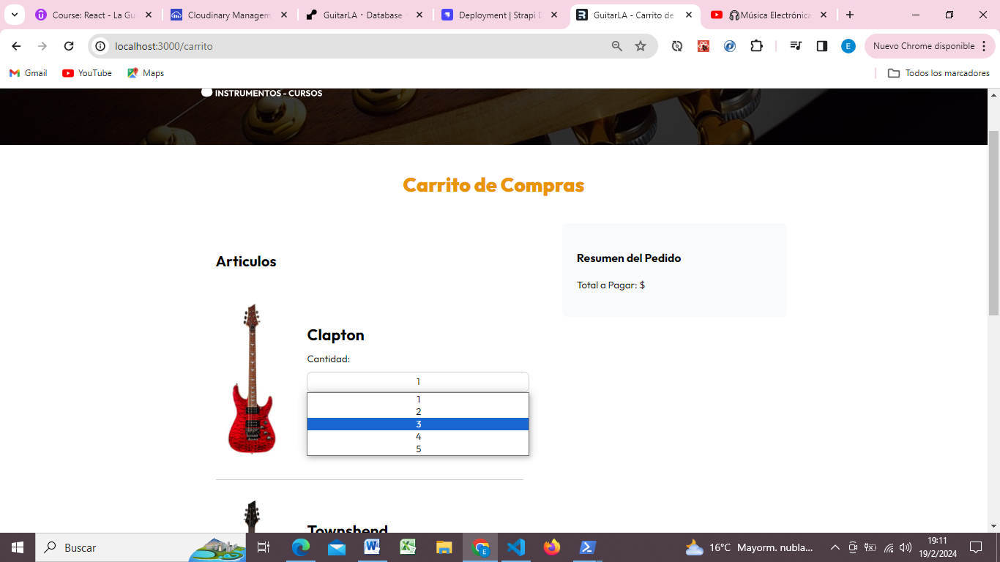 Course: React - La Gu
Cloudinary Managem
GuitarLA · Database
Deployment | Strapi D
GuitarLA - Carrito de
Música Electrónica
localhost:3000/carrito
E
Nuevo Chrome disponible
Gmail
YouTube
Maps
Todos los marcadores
INSTRUMENTOS - CURSOS
Carrito de Compras
Articulos
Resumen del Pedido
Total a Pagar: $
Clapton
Cantidad:
1
1
2
3
4
5
Townshend
Buscar
16°C Mayorm. nubla...
19:11
19/2/2024